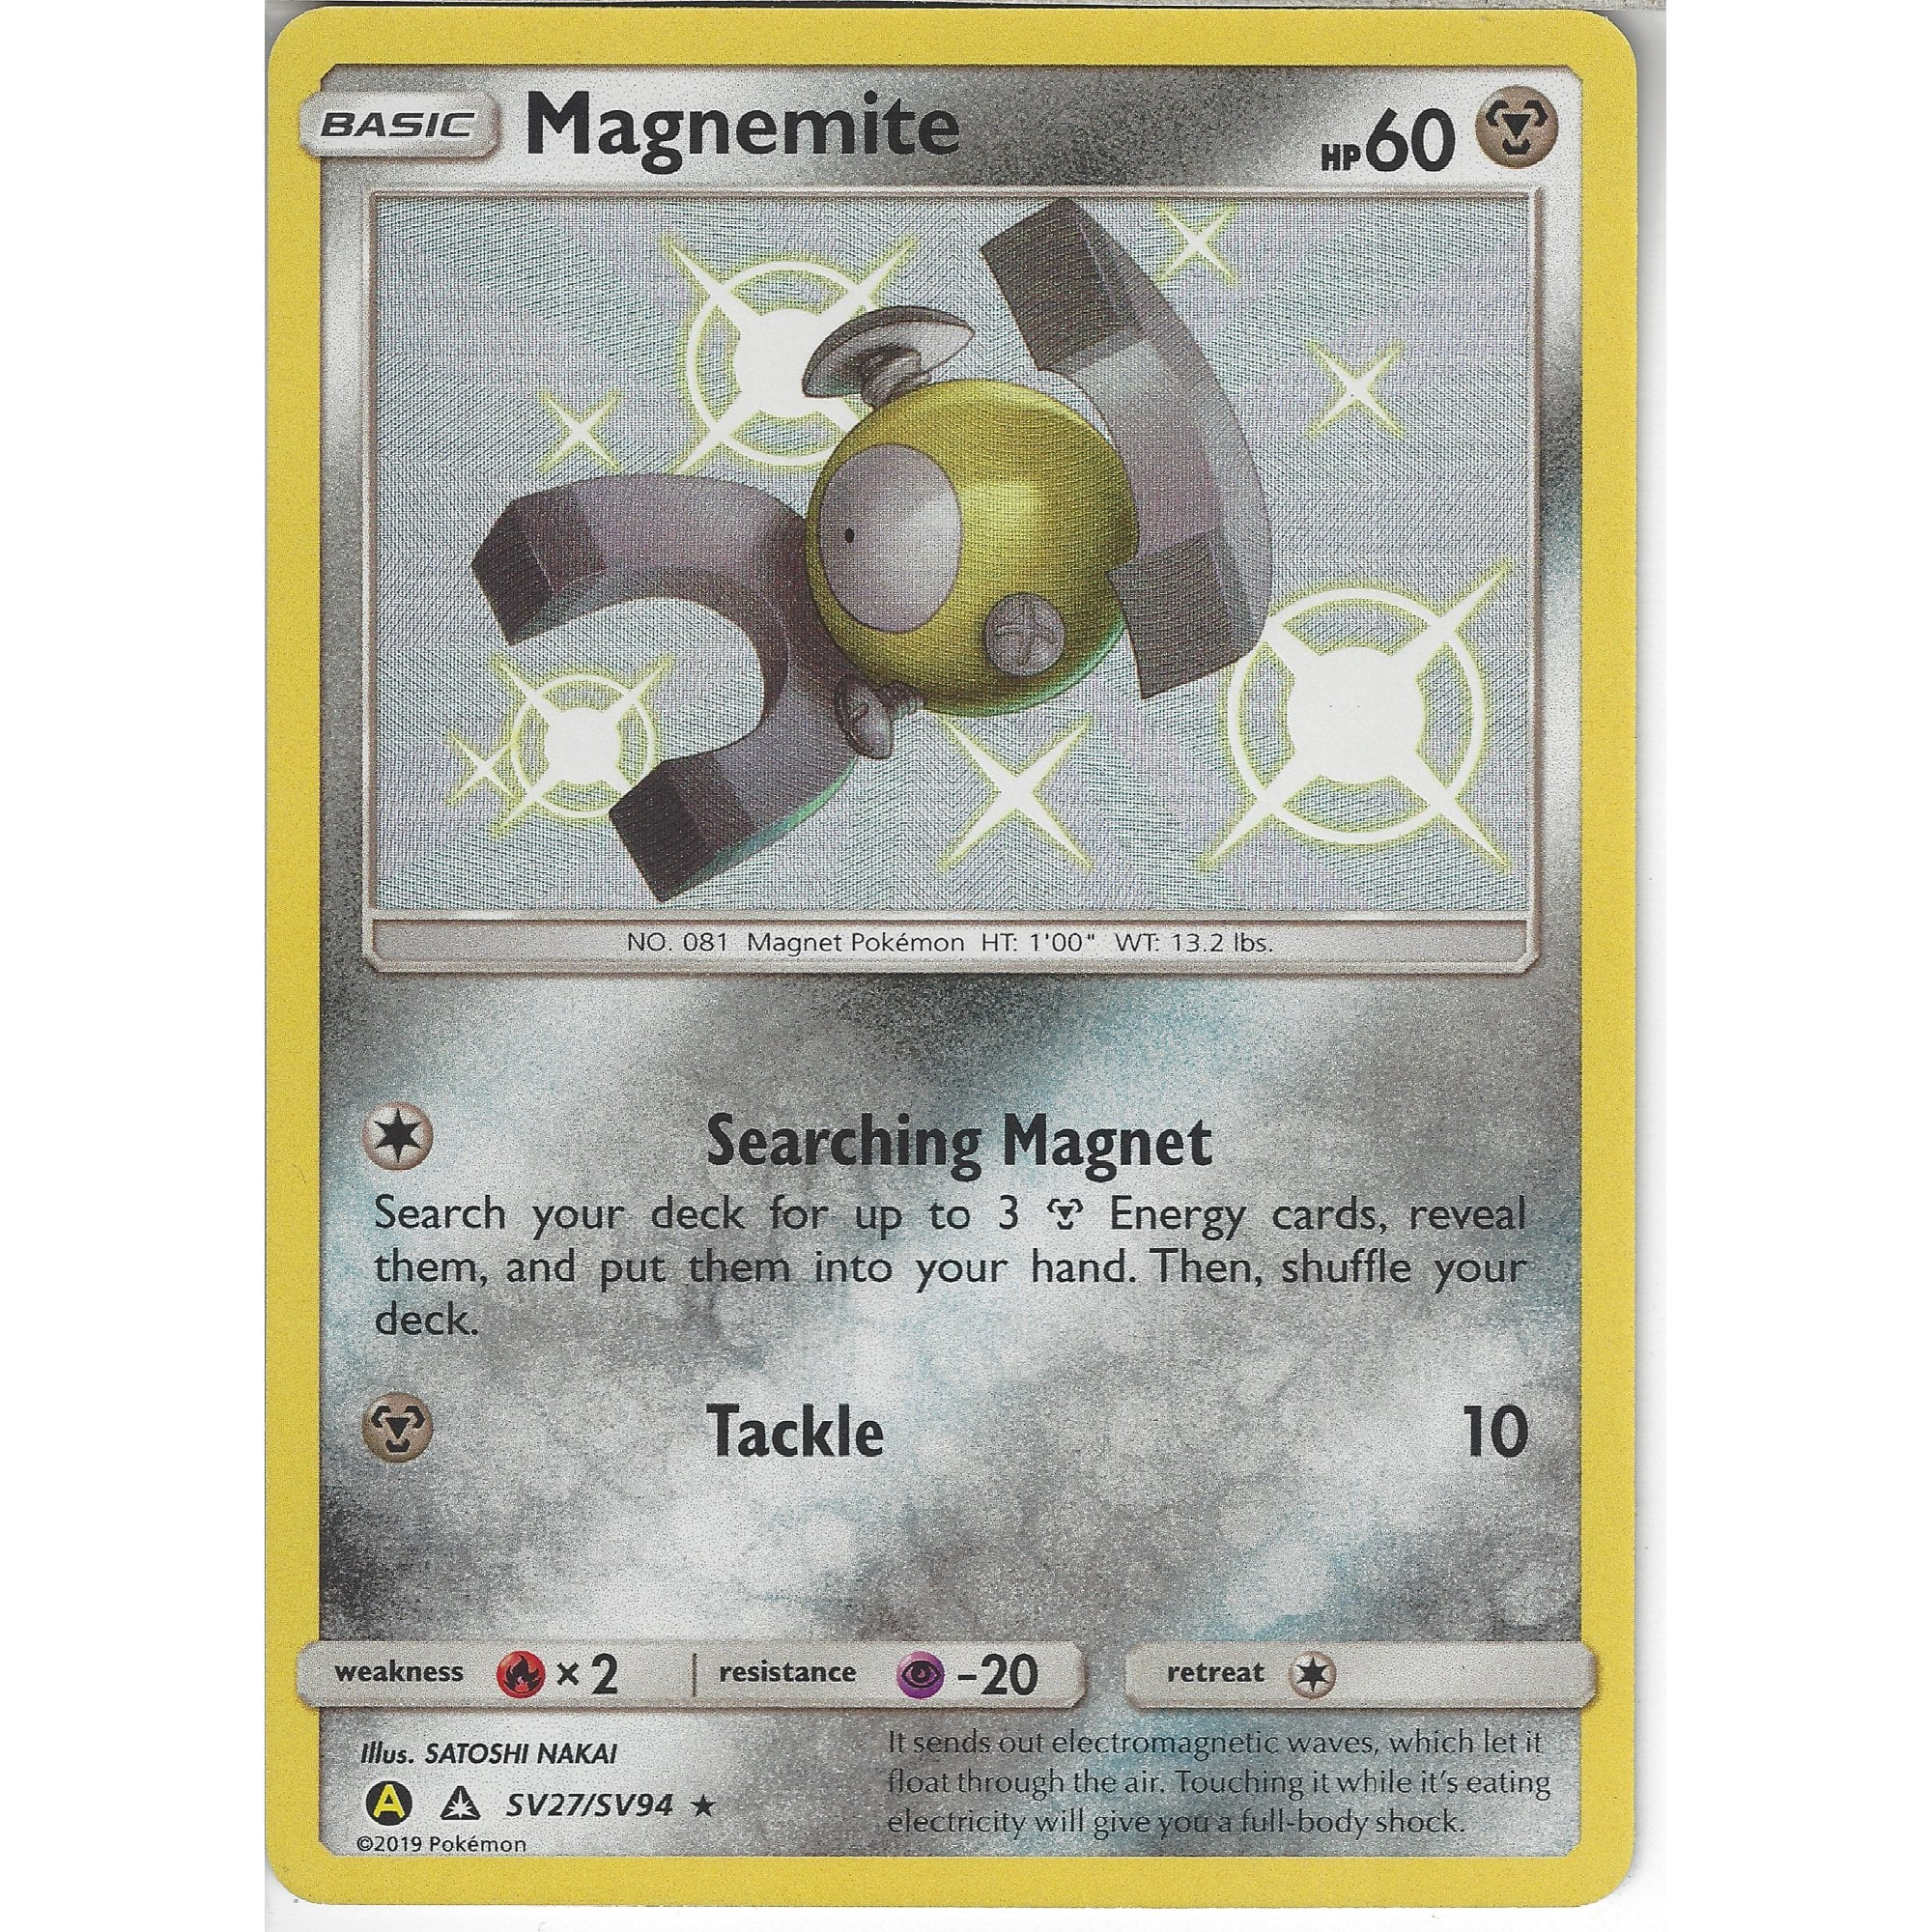 BASIC Magnemite HP 60
NO. 081 Magnet Pokémon HT: 1'00" WT: 13.2 lbs.
Searching Magnet
Search your deck for up to 3 Energy cards, reveal
them, and put them into your hand. Then, shuffle your
deck.
Tackle 10
weakness ×2 resistance -20 retreat
Illus. SATOSHI NAKAI
A SV27/SV94
©2019 Pokémon
It sends out electromagnetic waves, which let it
float through the air. Touching it while it's eating
electricity will give you a full-body shock.